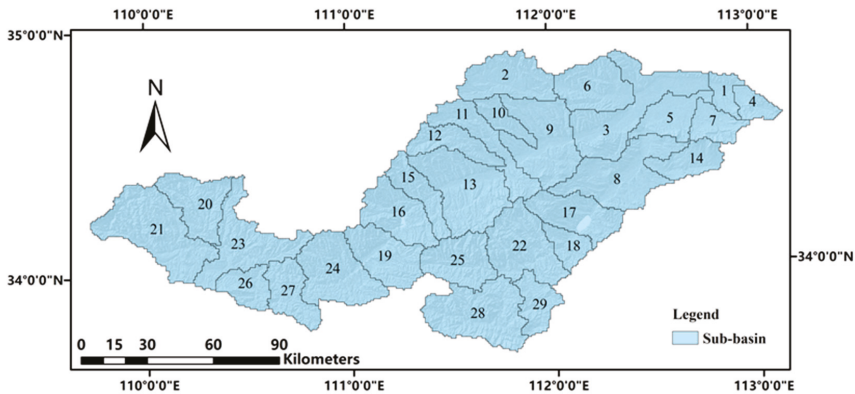 110°0'0"E 111°0'0"E 112°0'0"E 113°0'0"E
35°0'0"N
N
2
6
1
4
11 10
5
7
12
9
3
14
15
13
8
20
16
17
21
23
22
18
19
25
34°0'0"N
34°0'0"N
24
26
27
28
29
Legend
Sub-basin
0 15 30 60 90
Kilometers
110°0'0"E 111°0'0"E 112°0'0"E 113°0'0"E